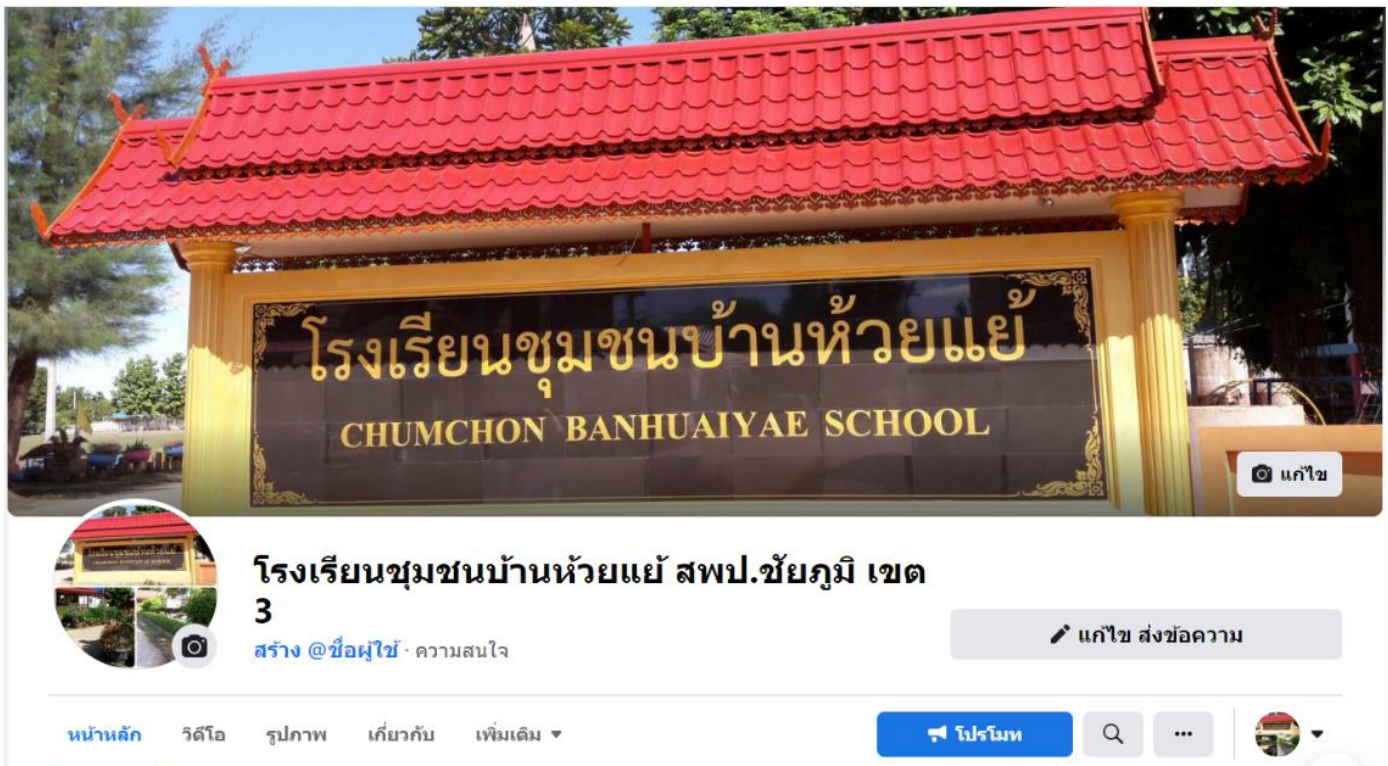 โรงเรียนชุมชนบ้านห้วยแย้
CHUMCHON BANHUAIYAE SCHOOL
แก้ไข
โรงเรียนชุมชนบ้านห้วยแย้ สพป.ชัยภูมิ เขต
3
สร้าง @ชื่อผู้ใช้ · ความสนใจ
แก้ไข ส่งข้อความ
หน้าหลัก วิดีโอ รูปภาพ เกี่ยวกับ เพิ่มเติม
โปรโมท